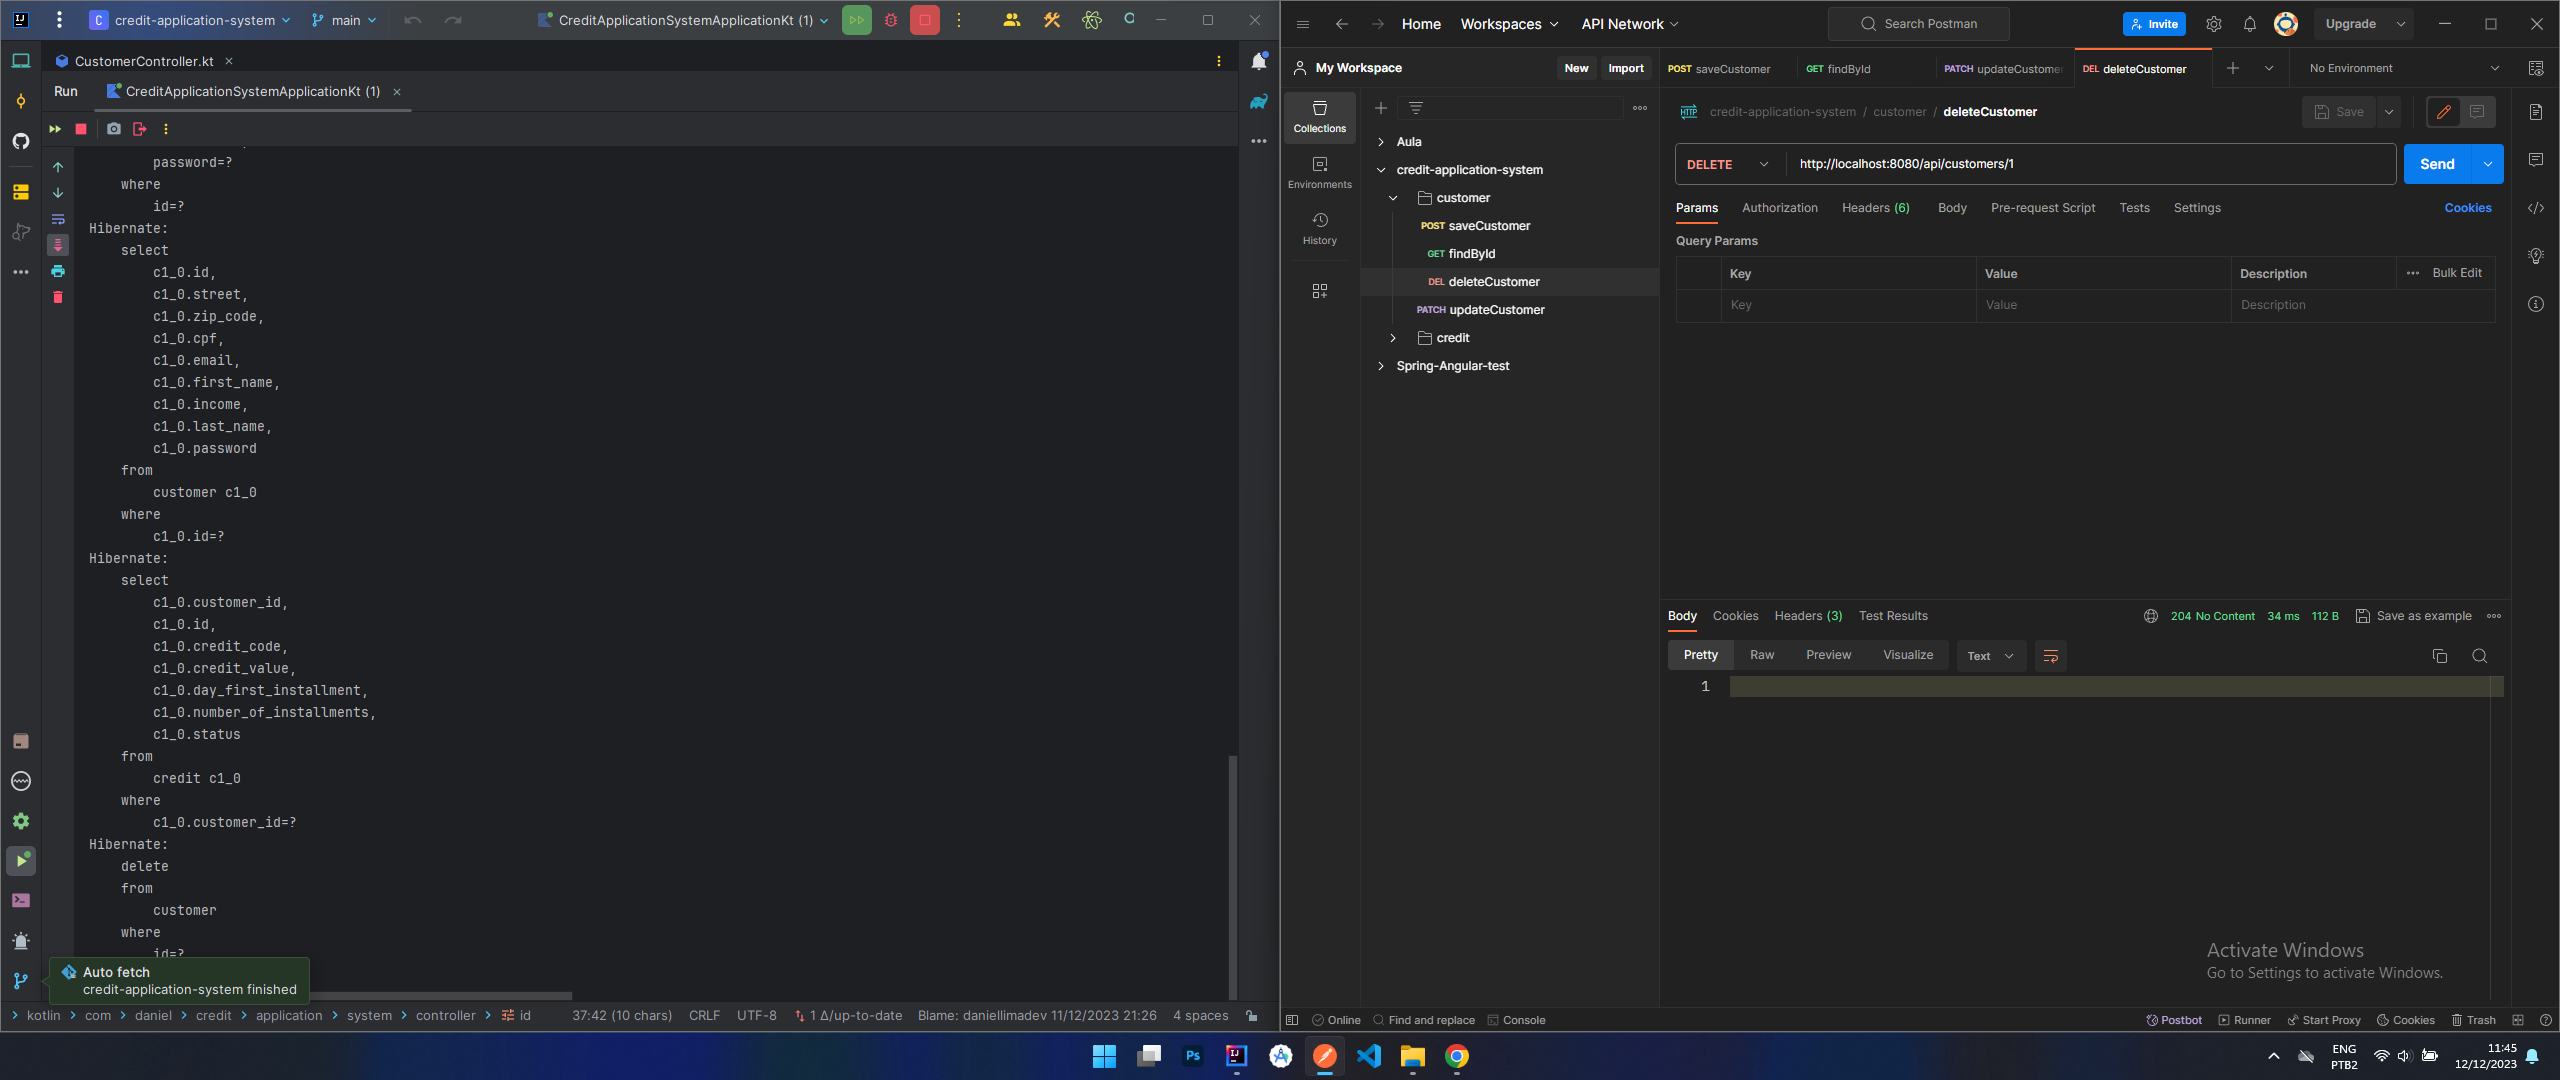 C credit-application-system main CreditApplicationSystemApplicationKt (1)
CustomerController.kt
Run CreditApplicationSystemApplicationKt (1)
password=?
where
id=?
Hibernate:
select
c1_0.id,
c1_0.street,
c1_0.zip_code,
c1_0.cpf,
c1_0.email,
c1_0.first_name,
c1_0.income,
c1_0.last_name,
c1_0.password
from
customer c1_0
where
c1_0.id=?
Hibernate:
select
c1_0.customer_id,
c1_0.id,
c1_0.credit_code,
c1_0.credit_value,
c1_0.day_first_installment,
c1_0.number_of_installments,
c1_0.status
from
credit c1_0
where
c1_0.customer_id=?
Hibernate:
delete
from
customer
where
id=?
Auto fetch
credit-application-system finished
kotlin com daniel credit application system controller id 37:42 (10 chars) CRLF UTF-8 1 Δ/up-to-date Blame: daniellimadev 11/12/2023 21:26 4 spaces
Home Workspaces API Network Search Postman Invite Upgrade
My Workspace New Import
POST saveCustomer GET findById PATCH updateCustomer DEL deleteCustomer No Environment
Collections
Environments
History
Aula
credit-application-system
customer
POST saveCustomer
GET findById
DEL deleteCustomer
PATCH updateCustomer
credit
Spring-Angular-test
HTTP credit-application-system / customer / deleteCustomer Save
DELETE http://localhost:8080/api/customers/1 Send
Params Authorization Headers (6) Body Pre-request Script Tests Settings Cookies
Query Params
Key Value Description Bulk Edit
Key Value Description
Body Cookies Headers (3) Test Results 204 No Content 34 ms 112 B Save as example
Pretty Raw Preview Visualize Text
1
Activate Windows
Go to Settings to activate Windows.
Online Find and replace Console Postbot Runner Start Proxy Cookies Trash
Ps
ENG
PTB2
11:45
12/12/2023